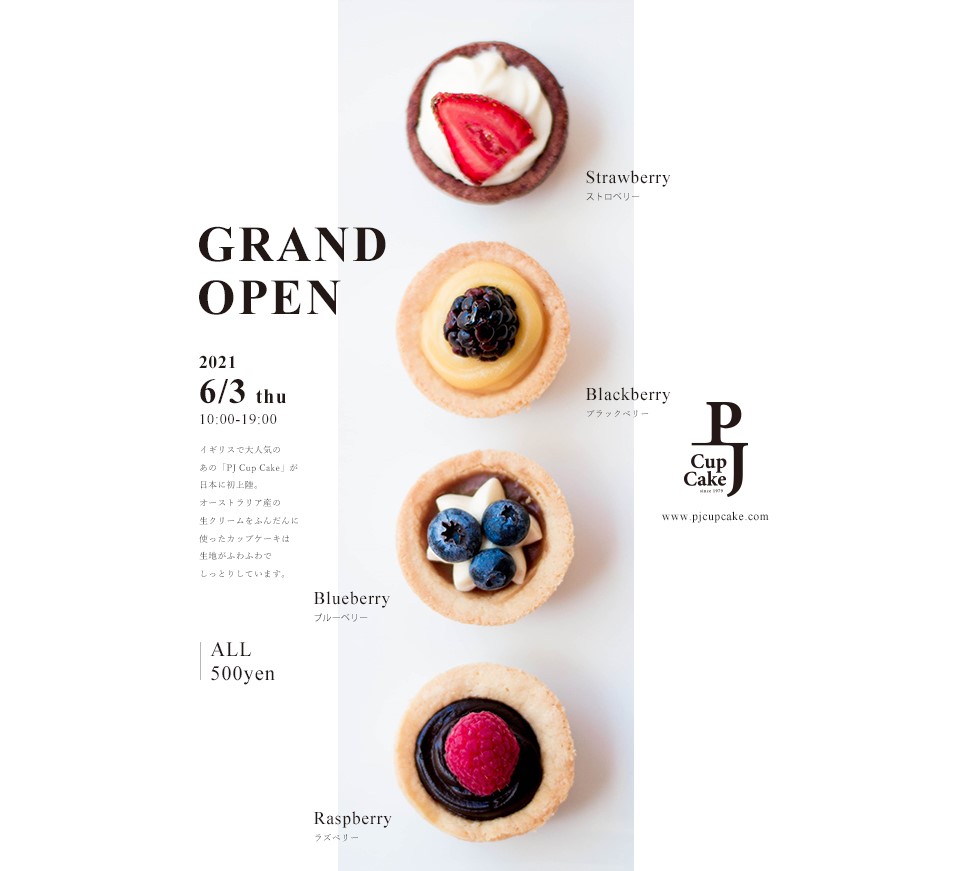 Strawberry
ストロベリー
GRAND
OPEN
2021
6/3 thu
10:00-19:00
イギリスで大人気の
あの「PJ Cup Cake」が
日本に初上陸。
オーストラリア産の
生クリームをふんだんに
使ったカップケーキは
生地がふわふわで
しっとりしています。
Blackberry
ブラックベリー
PJ
Cup
Cake
since 1979
www.pjcupcake.com
Blueberry
ブルーベリー
ALL
500yen
Raspberry
ラズベリー